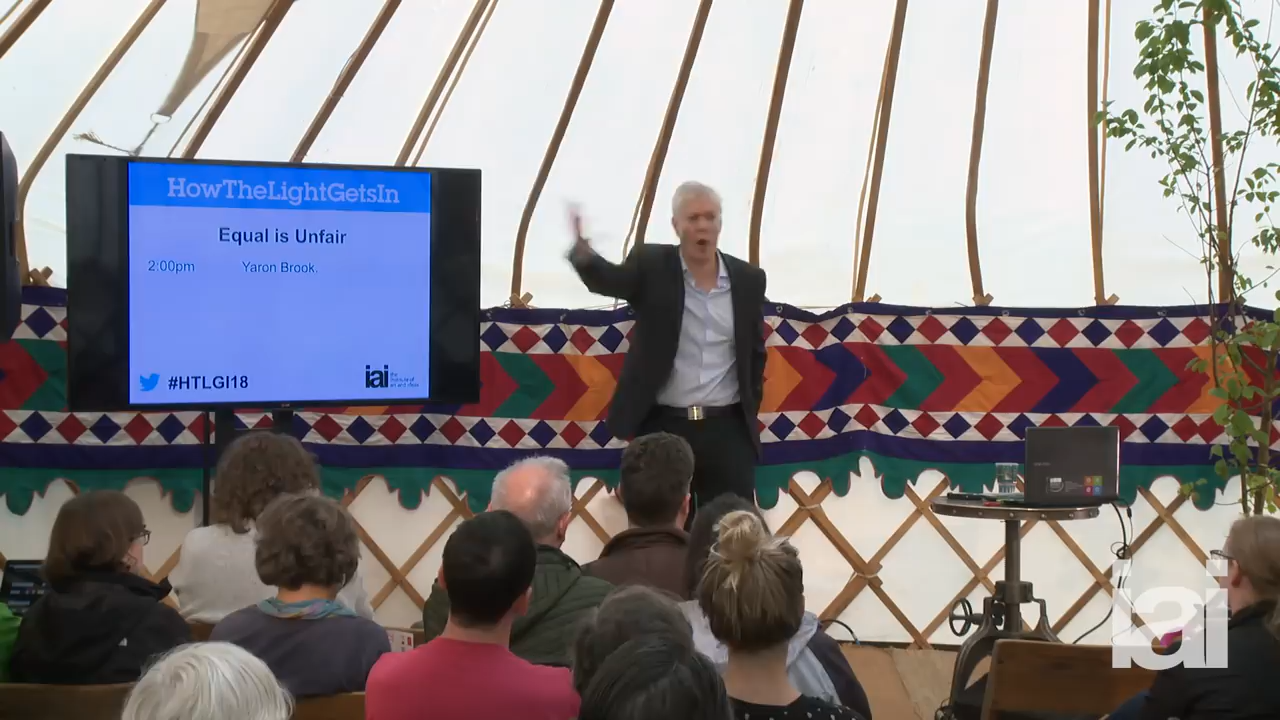 HowTheLightGetsIn
Equal is Unfair
2:00pm Yaron Brook.
#HTLGI18
iai
iai